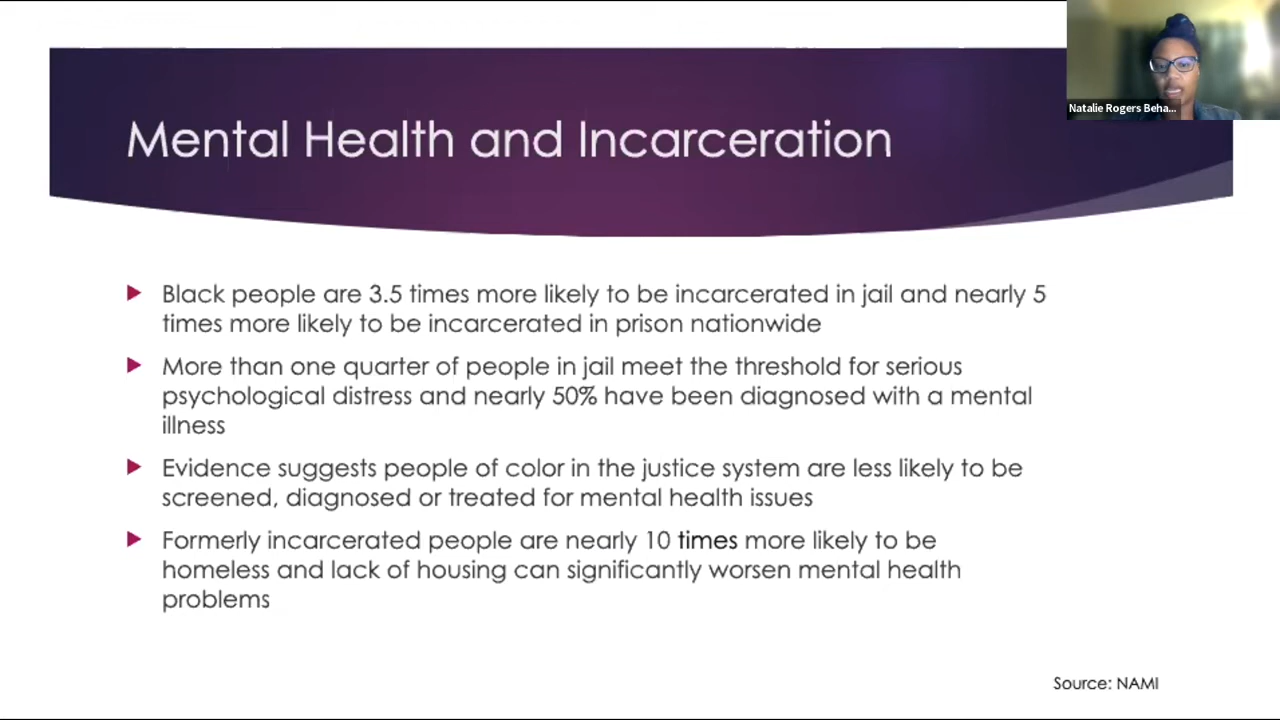 Natalie Rogers Beha...
Mental Health and Incarceration
Black people are 3.5 times more likely to be incarcerated in jail and nearly 5
times more likely to be incarcerated in prison nationwide
More than one quarter of people in jail meet the threshold for serious
psychological distress and nearly 50% have been diagnosed with a mental
illness
Evidence suggests people of color in the justice system are less likely to be
screened, diagnosed or treated for mental health issues
Formerly incarcerated people are nearly 10 times more likely to be
homeless and lack of housing can significantly worsen mental health
problems
Source: NAMI